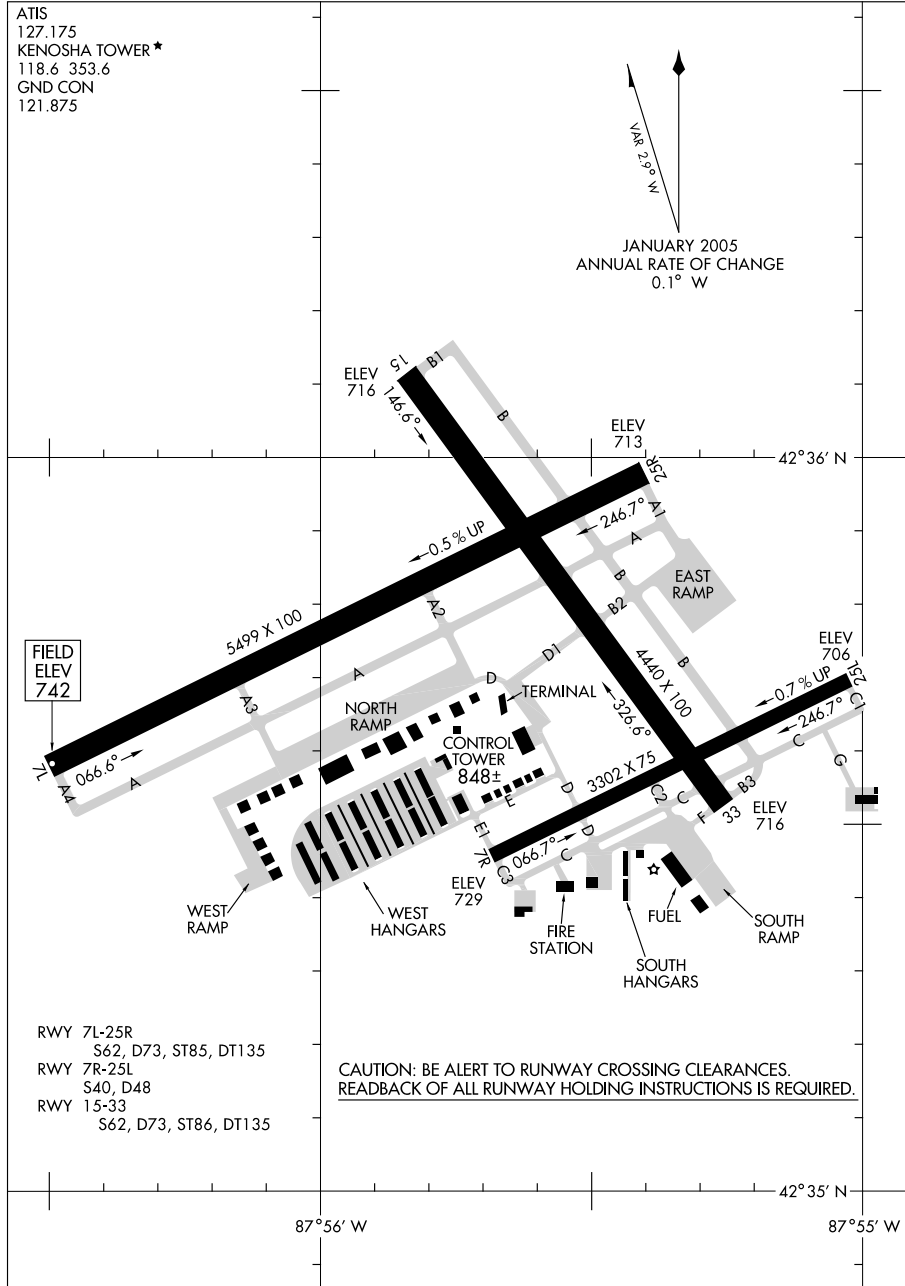 ATIS
127.175
KENOSHA TOWER★
118.6 353.6
GND CON
121.875
VAR 2.9° W
JANUARY 2005
ANNUAL RATE OF CHANGE
0.1° W
ELEV
716
15
B1
146.6°
B
ELEV
713
42°36' N
25R
246.7°
A1
0.5% UP
A
EAST
RAMP
B
B2
A2
5499 X 100
D1
FIELD
ELEV
742
A
4440 X 100
B
ELEV
706
25L
0.7% UP
246.7°
C1
A3
D
TERMINAL
NORTH
RAMP
326.6°
CONTROL
TOWER
848±
C
G
7L
066.6°
A4
A
3302 X 75
C2
C
B3
E
E1
D
D
F
33
ELEV
716
7R
066.7°
C
C3
ELEV
729
WEST
RAMP
WEST
HANGARS
FIRE
STATION
FUEL
SOUTH
RAMP
SOUTH
HANGARS
RWY 7L-25R
S62, D73, ST85, DT135
RWY 7R-25L
S40, D48
RWY 15-33
S62, D73, ST86, DT135
CAUTION: BE ALERT TO RUNWAY CROSSING CLEARANCES.
READBACK OF ALL RUNWAY HOLDING INSTRUCTIONS IS REQUIRED.
42°35' N
87°56' W
87°55' W